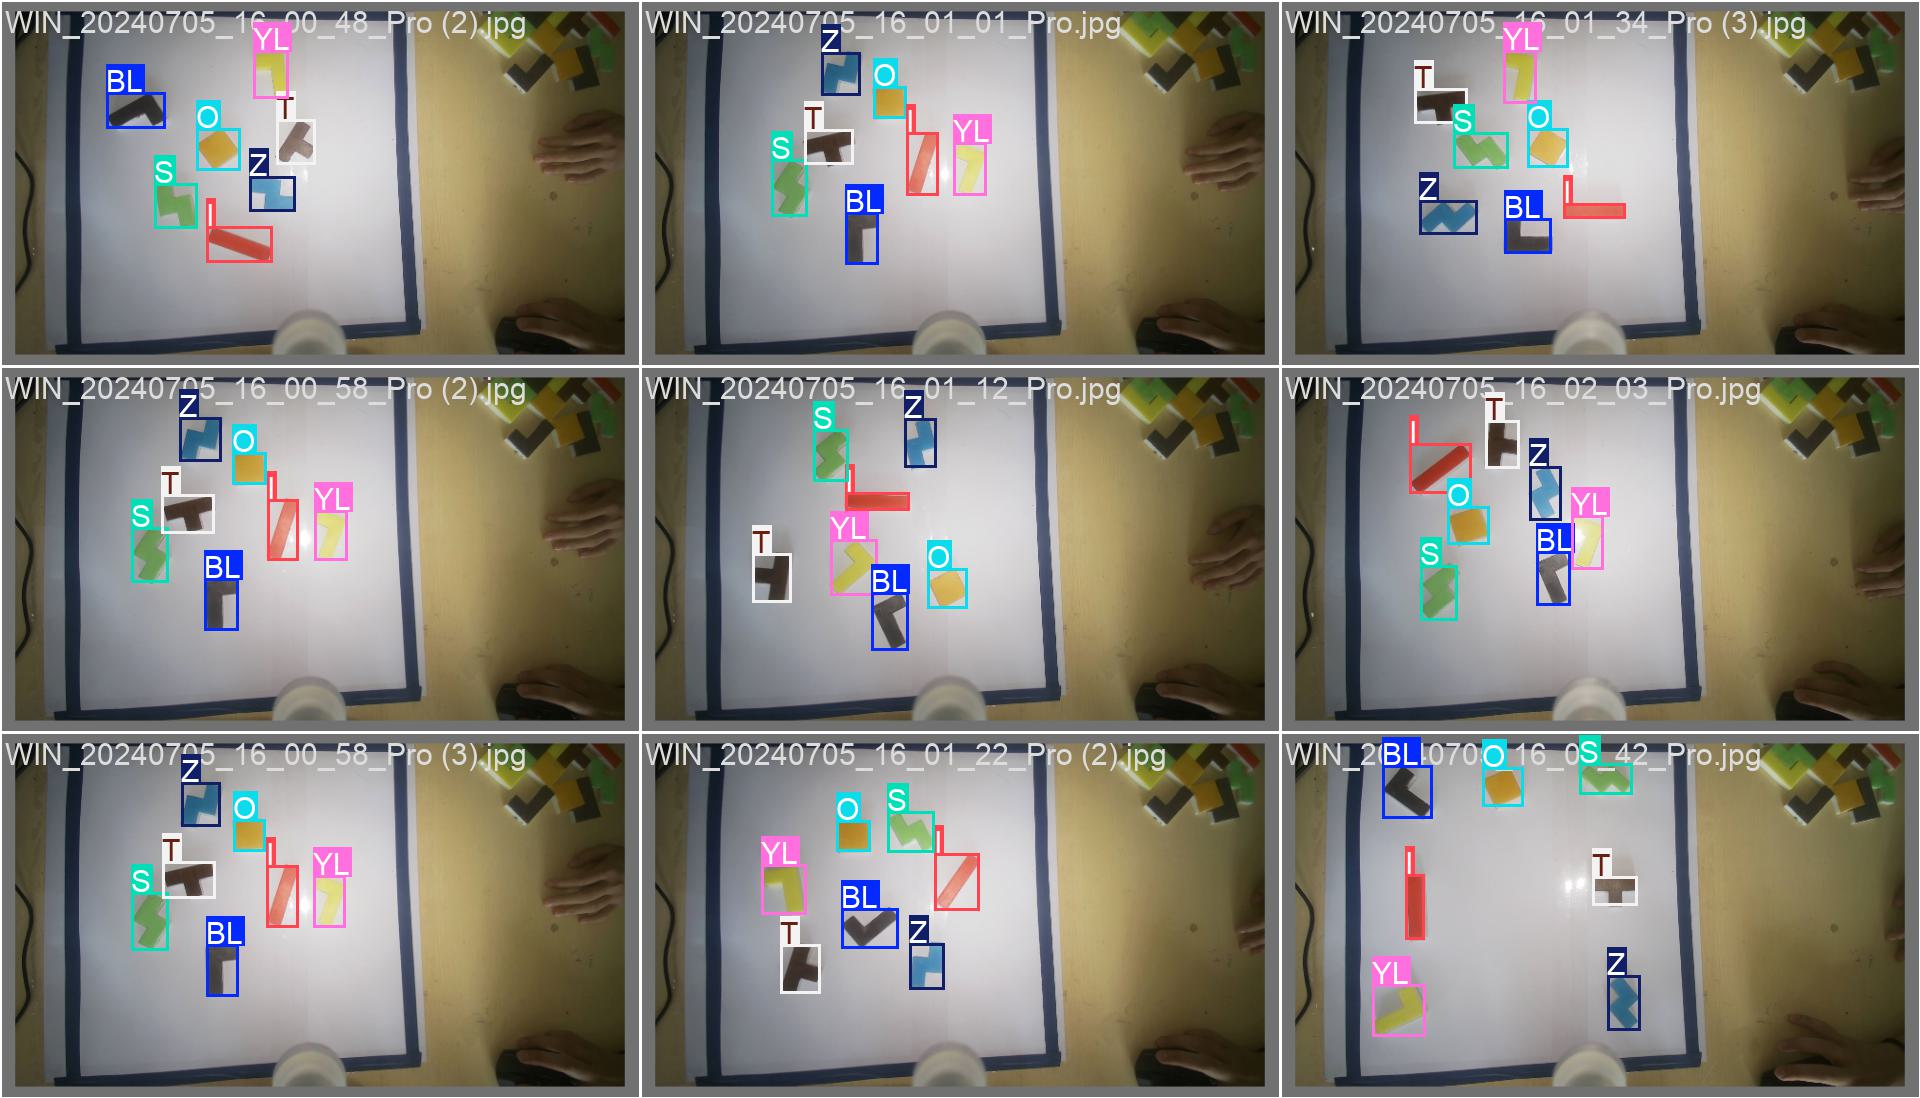 WIN_20240705_16_00_48_Pro (2).jpg
YL
BL
T
O
Z
S
I
WIN_20240705_16_01_01_Pro.jpg
Z
O
T
I
YL
S
BL
WIN_20240705_16_01_34_Pro (3).jpg
YL
T
S
O
Z
I
BL
WIN_20240705_16_00_58_Pro (2).jpg
Z
O
T
I
YL
S
BL
WIN_20240705_16_01_12_Pro.jpg
S
Z
I
YL
T
O
BL
WIN_20240705_16_02_03_Pro.jpg
I
T
Z
O
YL
BL
S
WIN_20240705_16_00_58_Pro (3).jpg
Z
O
T
I
YL
S
BL
WIN_20240705_16_01_22_Pro (2).jpg
O
S
I
YL
BL
T
Z
BL
O
S
I
T
YL
Z